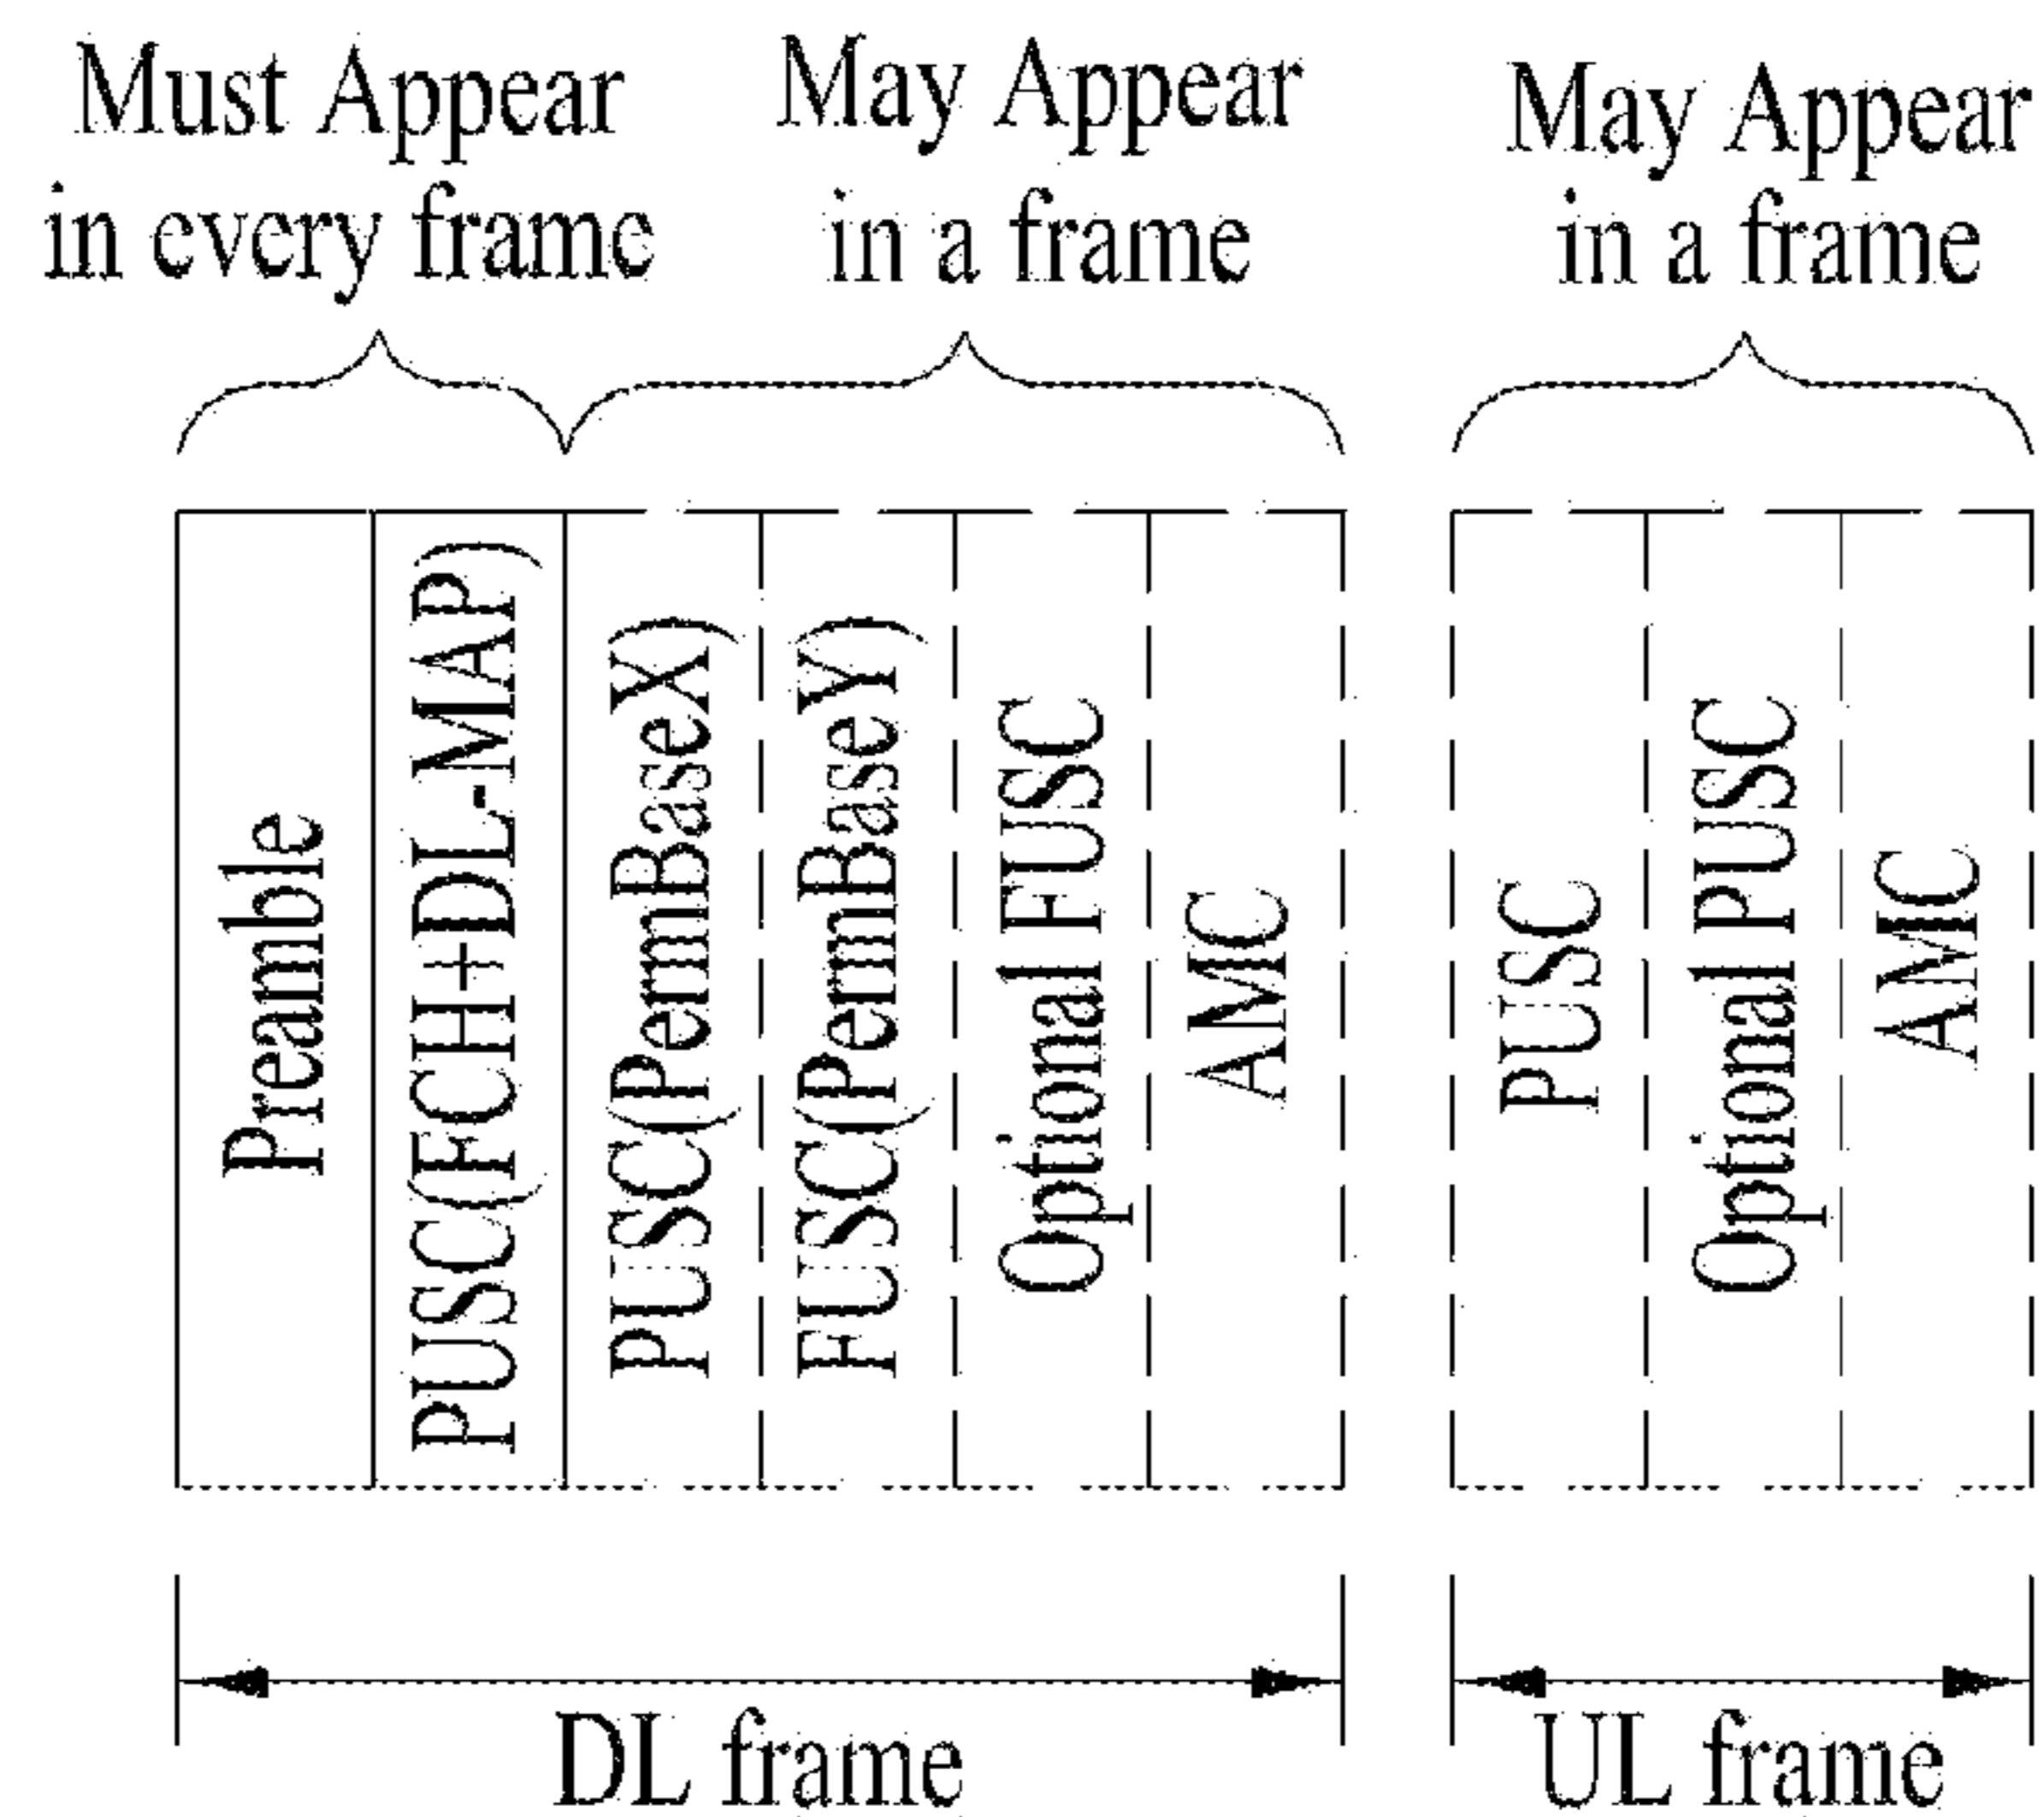 Must Appear
in every frame
May Appear
in a frame
May Appear
in a frame
Preamble
PUSC(FCH+DL-MAP)
PUSC(PermBaseX)
FUSC(PermBaseY)
Optional FUSC
AMC
PUSC
Optional PUSC
AMC
DL frame
UL frame